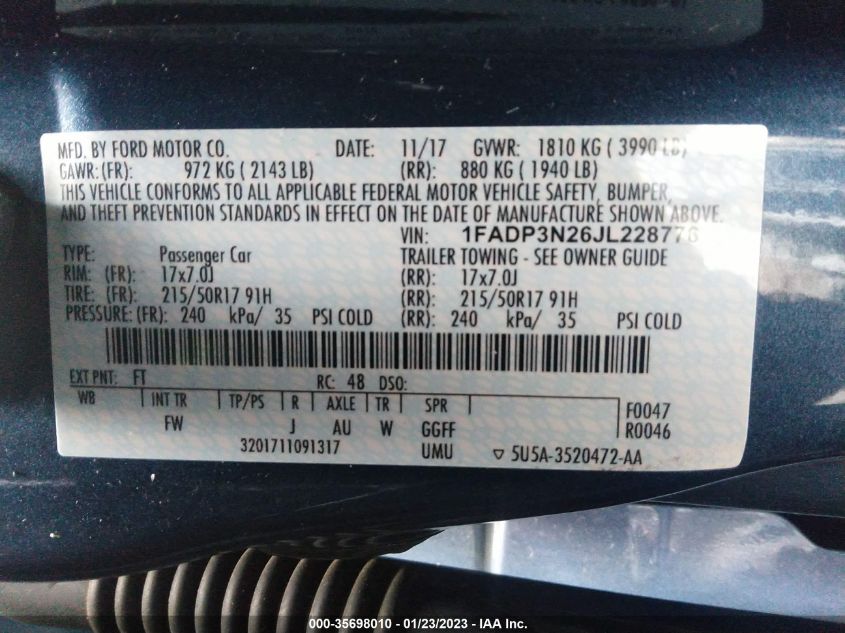 MFD. BY FORD MOTOR CO. DATE: 11/17 GVWR: 1810 KG ( 3990 LB)
GAWR:(FR): 972 KG ( 2143 LB) (RR): 880 KG ( 1940 LB)
THIS VEHICLE CONFORMS TO ALL APPLICABLE FEDERAL MOTOR VEHICLE SAFETY, BUMPER,
AND THEFT PREVENTION STANDARDS IN EFFECT ON THE DATE OF MANUFACTURE SHOWN ABOVE.
VIN: 1FADP3N26JL228776
TYPE: Passenger Car TRAILER TOWING - SEE OWNER GUIDE
RIM: (FR): 17x7.0J (RR): 17x7.0J
TIRE: (FR): 215/50R17 91H (RR): 215/50R17 91H
PRESSURE: (FR): 240 kPa/ 35 PSI COLD (RR): 240 kPa/ 35 PSI COLD
EXT PNT: FT RC: 48 DSO:
WB INT TR TP/PS R AXLE TR SPR F0047
FW J AU W GGFF R0046
3201711091317 UMU ▽ 5U5A-3520472-AA
000-35698010 - 01/23/2023 - IAA Inc.